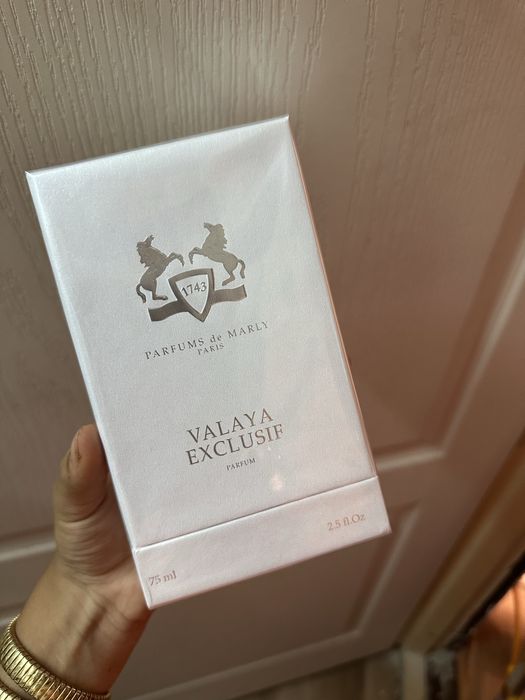 1743
PARFUMS de MARLY
PARIS
VALAYA
EXCLUSIF
PARFUM
75 ml
2.5 fl.Oz